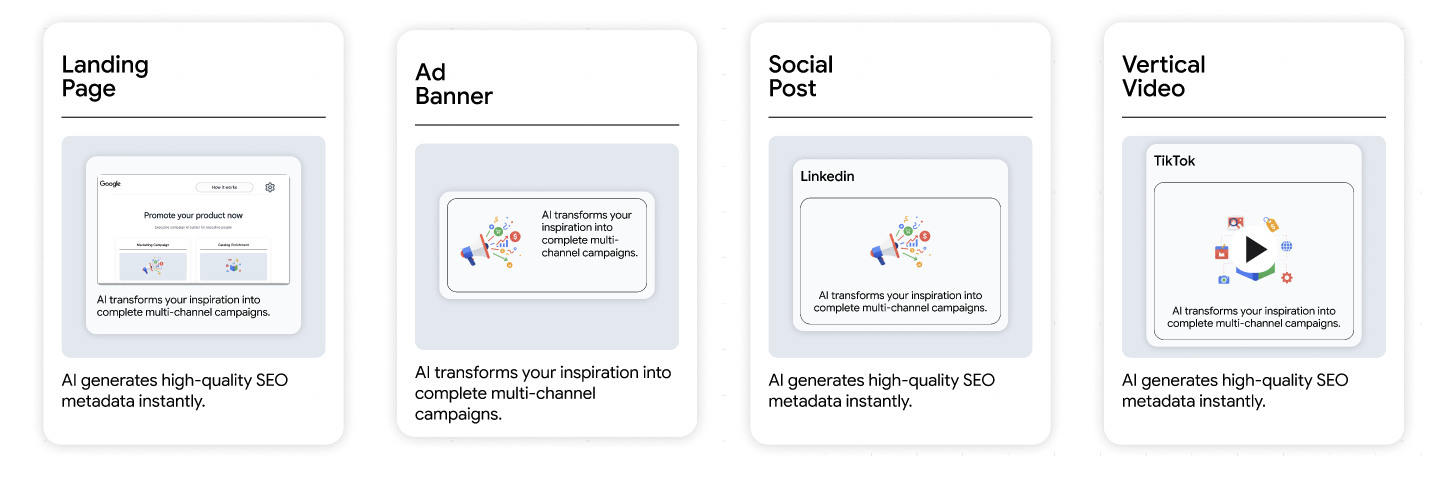 Landing
Page
Google
How it works
Promote your product now
Marketing Campaign
Catalog Enrichment
AI transforms your inspiration into
complete multi-channel campaigns.
AI generates high-quality SEO
metadata instantly.
Ad
Banner
AI transforms your
inspiration into
complete multi-
channel campaigns.
AI transforms your inspiration into
complete multi-channel
campaigns.
Social
Post
Linkedin
AI transforms your inspiration into
complete multi-channel campaigns.
AI generates high-quality SEO
metadata instantly.
Vertical
Video
TikTok
AI transforms your inspiration into
complete multi-channel campaigns.
AI generates high-quality SEO
metadata instantly.